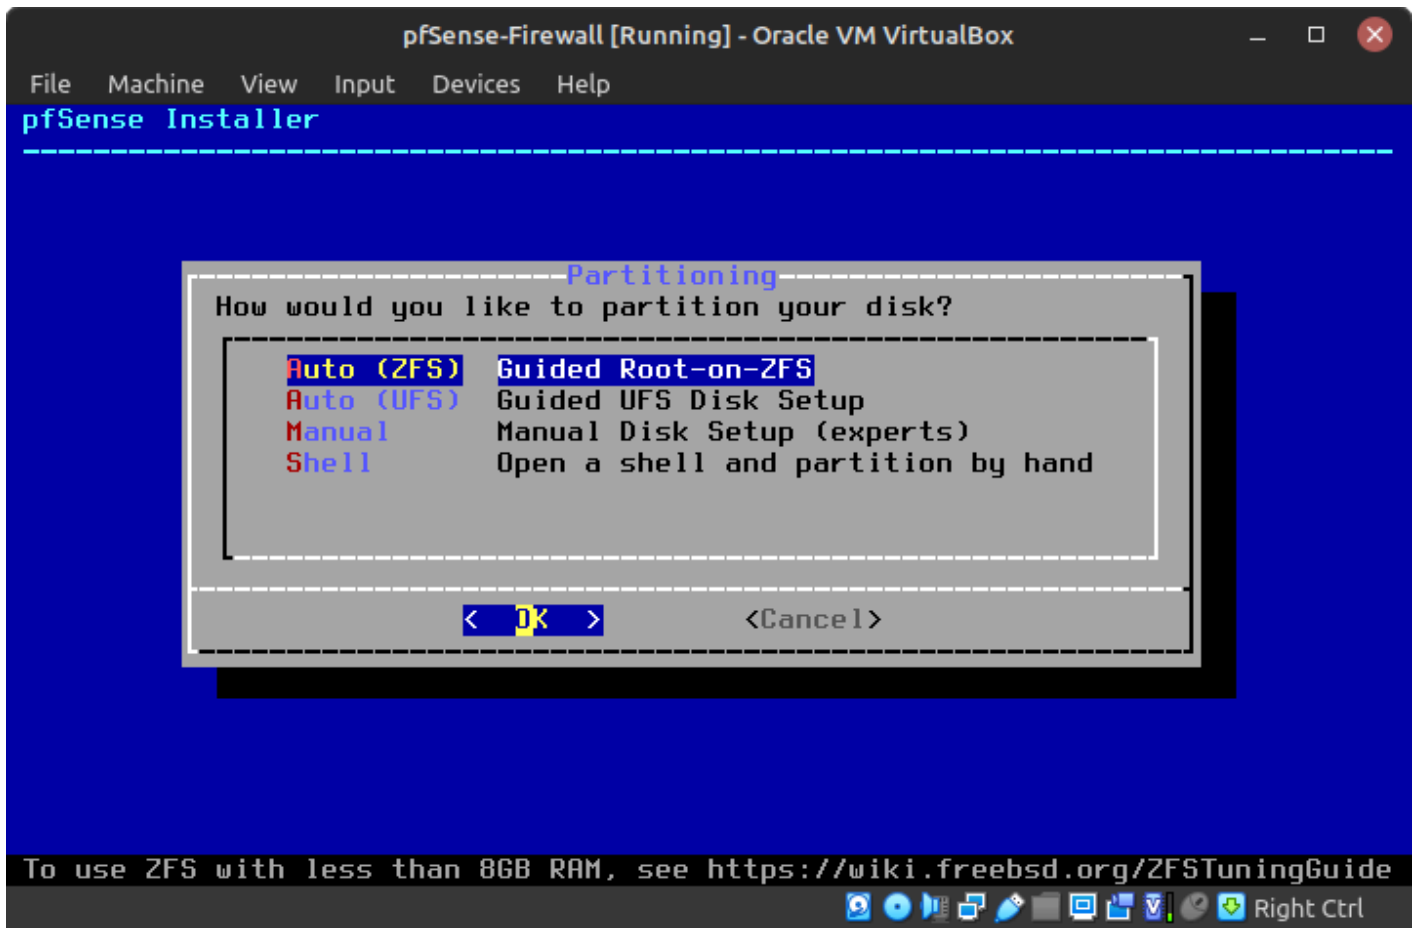 pfSense-Firewall [Running] - Oracle VM VirtualBox
File Machine View Input Devices Help
pfSense Installer
Partitioning
How would you like to partition your disk?
Auto (ZFS) Guided Root-on-ZFS
Auto (UFS) Guided UFS Disk Setup
Manual Manual Disk Setup (experts)
Shell Open a shell and partition by hand
< OK > <Cancel>
To use ZFS with less than 8GB RAM, see https://wiki.freebsd.org/ZFSTuningGuide
Right Ctrl